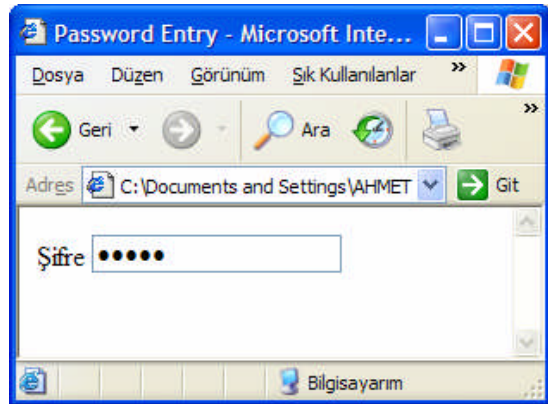 Password Entry - Microsoft Inte...
Dosya Düzen Görünüm Sık Kullanılanlar »
Geri Ara »
Adres C:\Documents and Settings\AHMET Git
Şifre •••••
Bilgisayarım